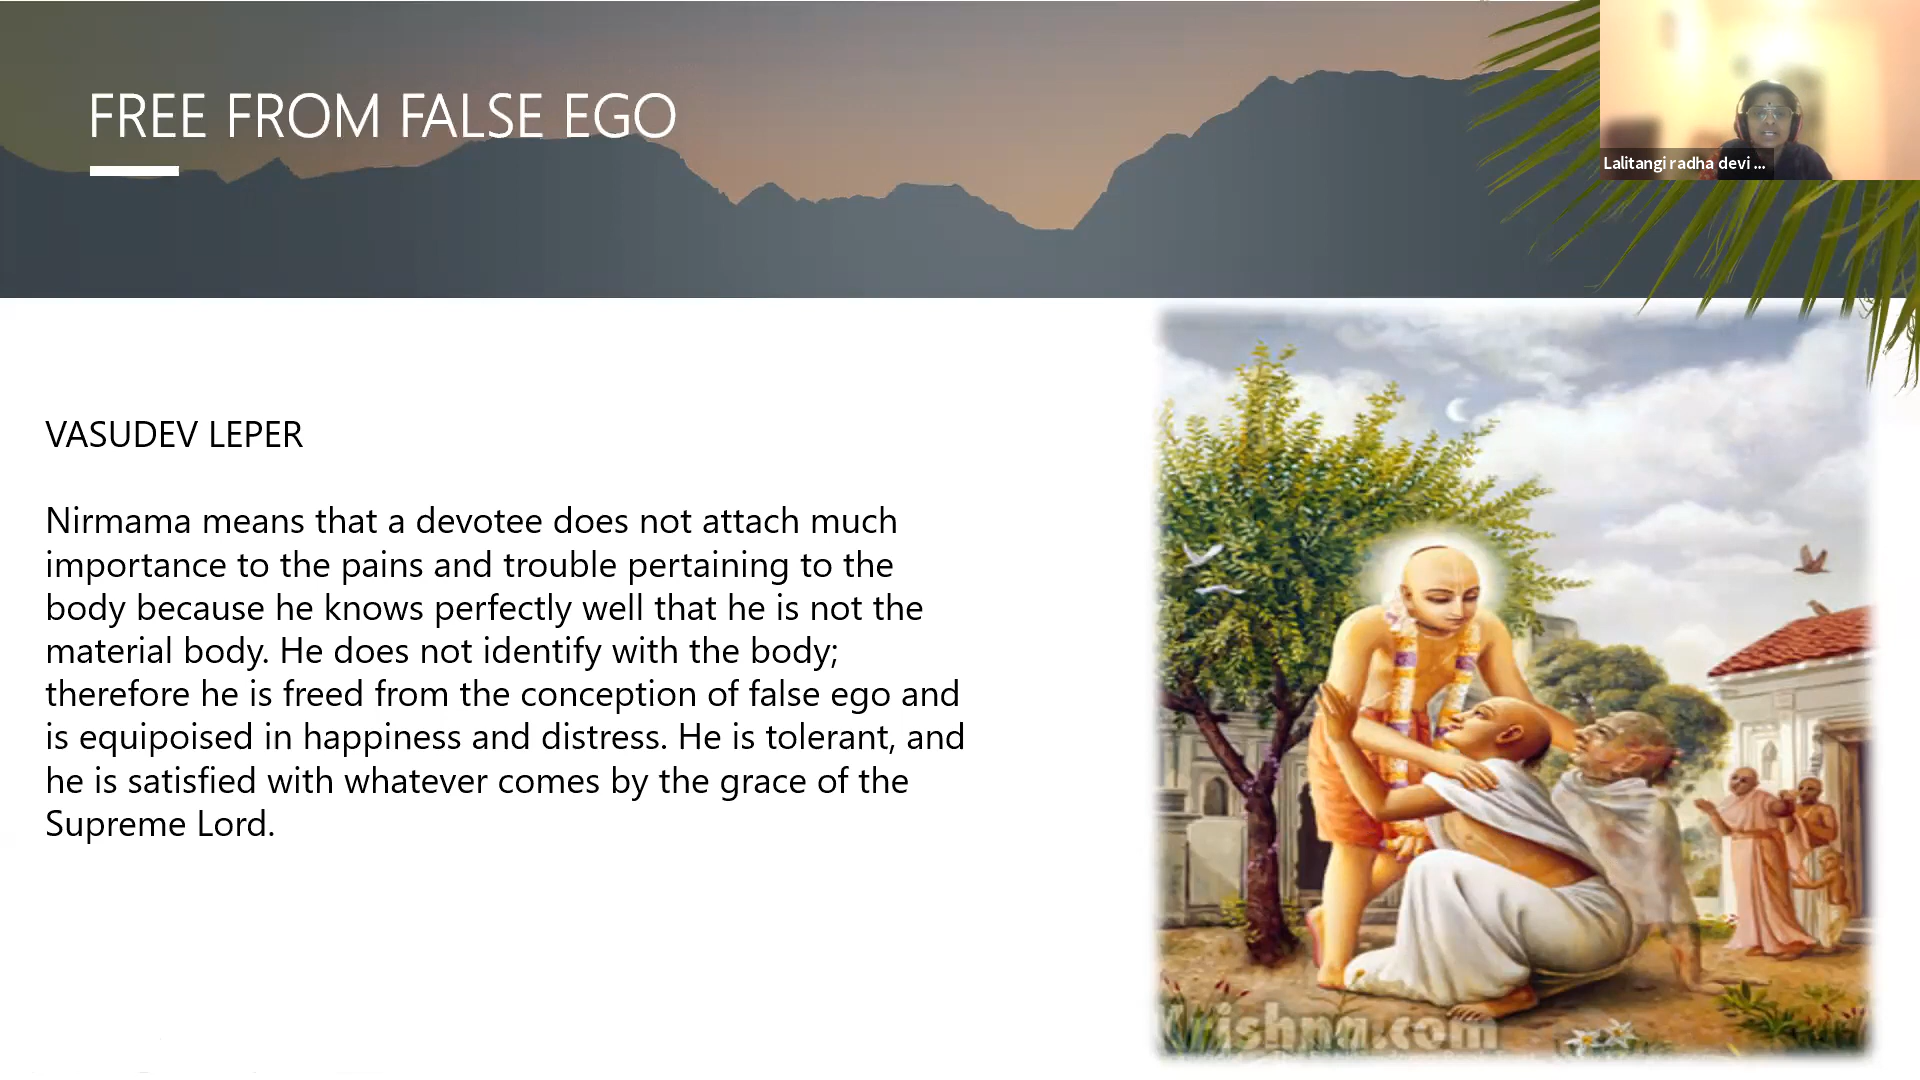 FREE FROM FALSE EGO
Lalitangi radha devi ...
VASUDEV LEPER
Nirmama means that a devotee does not attach much
importance to the pains and trouble pertaining to the
body because he knows perfectly well that he is not the
material body. He does not identify with the body;
therefore he is freed from the conception of false ego and
is equipoised in happiness and distress. He is tolerant, and
he is satisfied with whatever comes by the grace of the
Supreme Lord.
Krishna.com